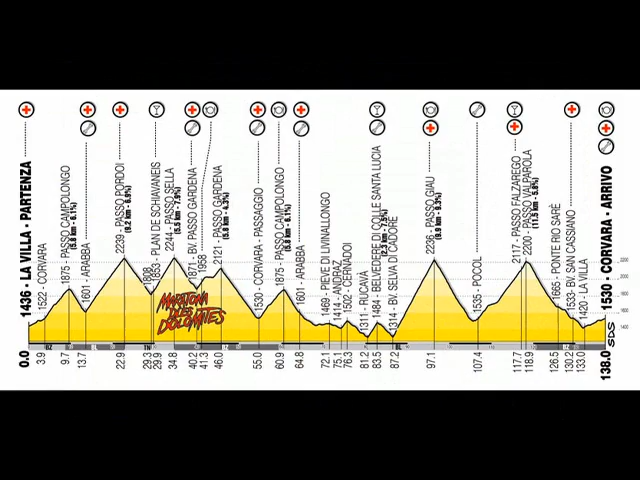 1436 - LA VILLA - PARTENZA
1522 - CORVARA
1875 - PASSO CAMPOLONGO
(5.8 km - 6.1%)
1601 - ARABBA
2239 - PASSO PORDOI
(9.2 km - 6.9%)
1808
1853 - PLAN DE SCHIAVANEIS
2244 - PASSO SELLA
(5.5 km - 7.9%)
1871 - BV. PASSO GARDENA
1958
2121 - PASSO GARDENA
(5.8 km - 4.3%)
1530 - CORVARA - PASSAGGIO
1875 - PASSO CAMPOLONGO
(5.8 km - 6.1%)
1601 - ARABBA
1469 - PIEVE DI LIVINALLONGO
1414 - ANDRAZ
1502 - CERNADOI
1311 - RUCAVÀ
1484 - BELVEDERE DI COLLE SANTA LUCIA
1314 - BV. SELVA DI CADORE
2236 - PASSO GIAU
(9.9 km - 9.3%)
1535 - POCOL
2117 - PASSO FALZAREGO
2200 - PASSO VALPAROLA
(11.5 km - 5.8%)
1665 - PONTE RIO SARÈ
1533 - BV. SAN CASSIANO
1420 - LA VILLA
1530 - CORVARA - ARRIVO
MARATONA
DLES
DOLOMITES
2200
2000
1800
1600
1400
0.0
3.9
9.7
13.7
22.9
29.3
29.9
34.8
40.2
41.3
46.0
55.0
60.9
64.8
72.1
75.1
76.3
81.2
83.5
87.2
97.1
107.4
117.7
118.9
126.5
130.2
133.0
138.0
SDS